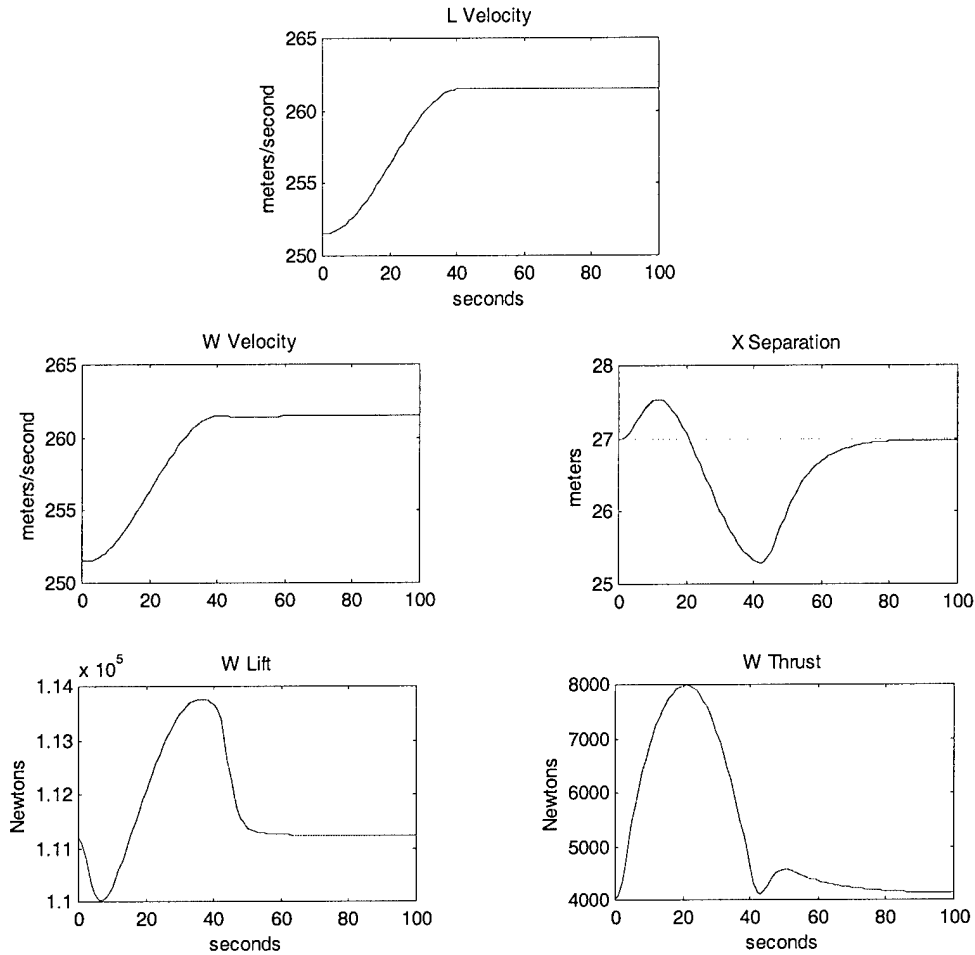 L Velocity
265
260
255
250
meters/second
0 20 40 60 80 100
seconds
W Velocity
265
260
255
250
meters/second
0 20 40 60 80 100
X Separation
28
27
26
25
meters
0 20 40 60 80 100
W Lift
x 10^5
1.14
1.13
1.12
1.11
1.1
Newtons
0 20 40 60 80 100
seconds
W Thrust
8000
7000
6000
5000
4000
Newtons
0 20 40 60 80 100
seconds